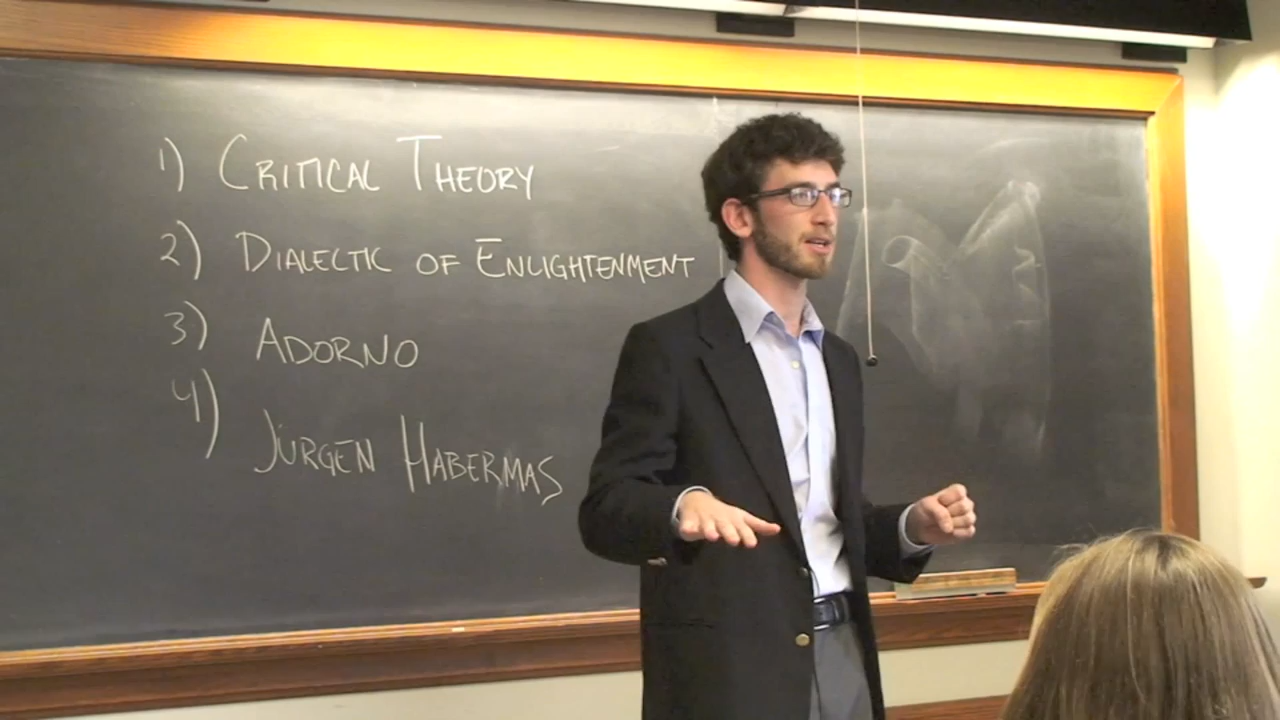 1) CRITICAL THEORY
2) DIALECTIC OF ENLIGHTENMENT
3) ADORNO
4) JÜRGEN HABERMAS